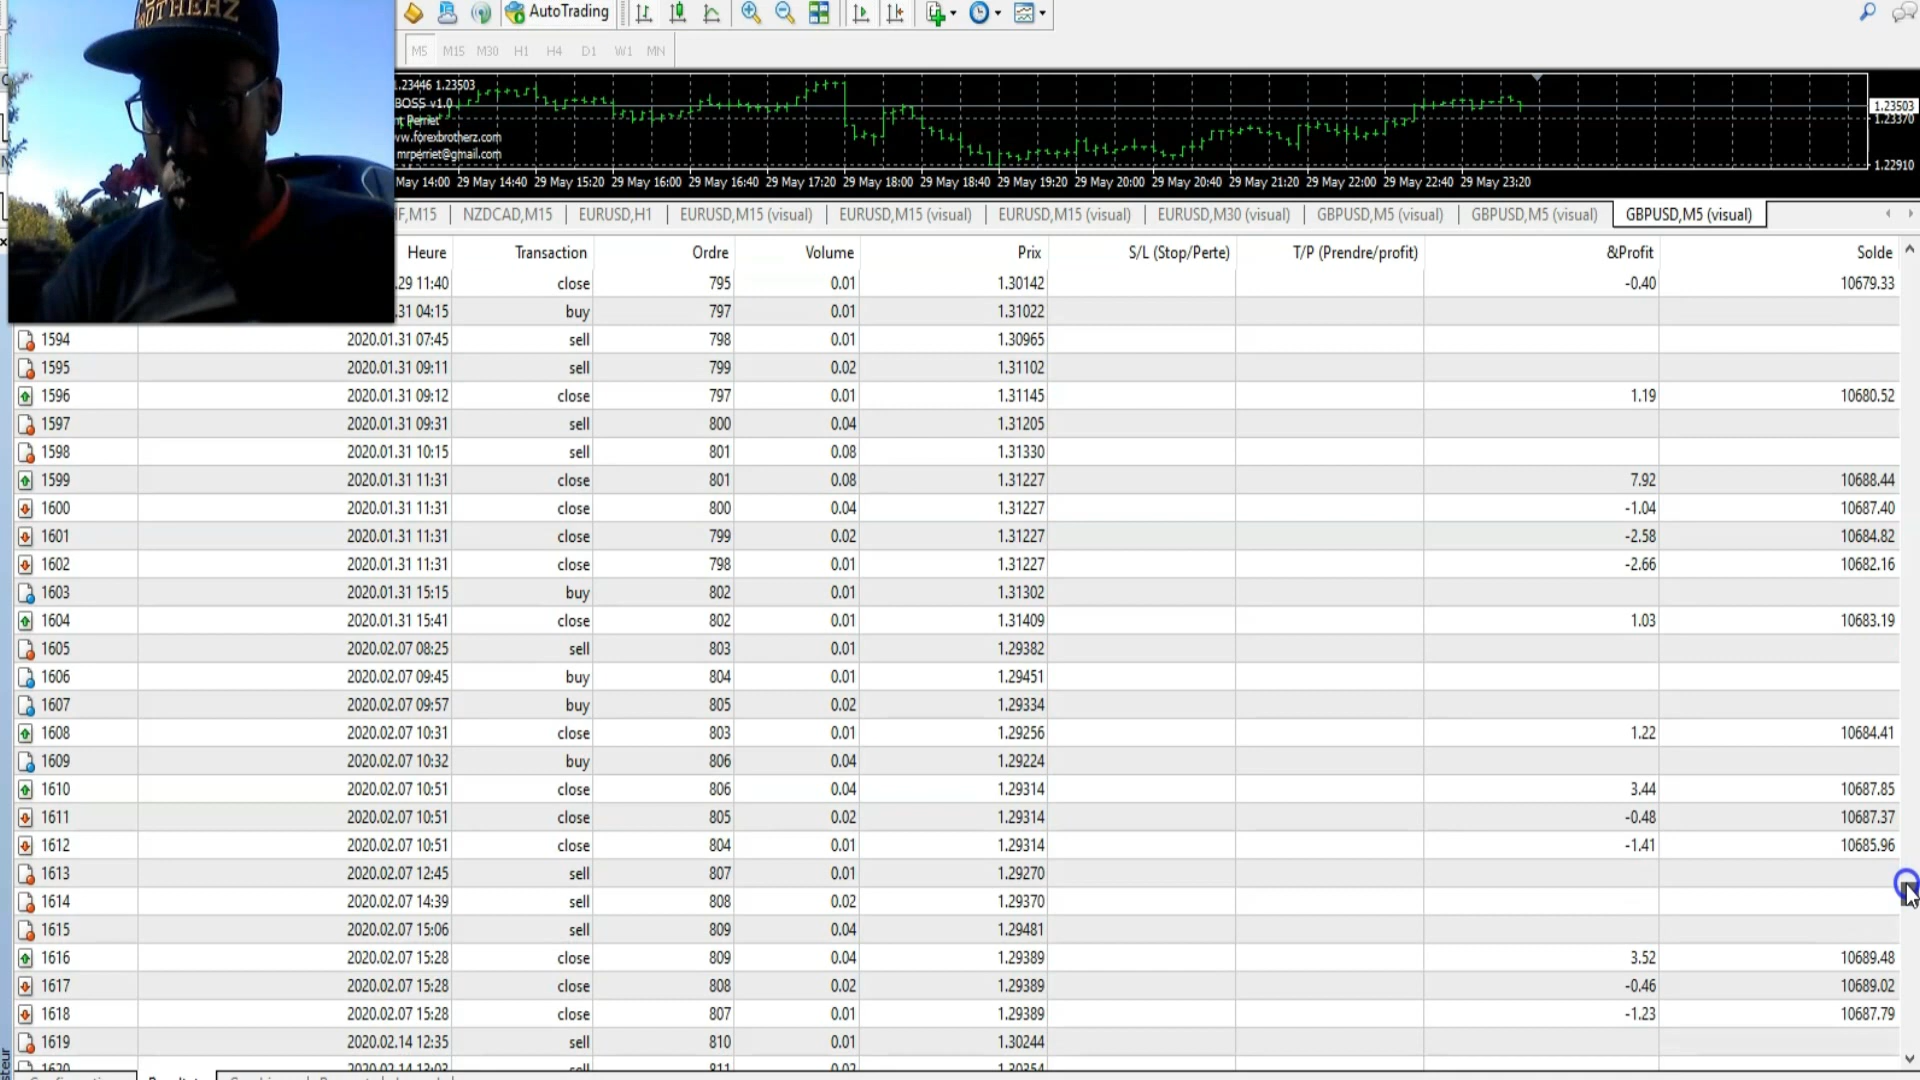 BROTHERZ
AutoTrading
M5 M15 M30 H1 H4 D1 W1 MN
1.23446 1.23503
BOSS v1.0
nt Perriet
www.forexbrotherz.com
mrperriet@gmail.com
1.23503
1.23370
1.22910
May 14:00 29 May 14:40 29 May 15:20 29 May 16:00 29 May 16:40 29 May 17:20 29 May 18:00 29 May 18:40 29 May 19:20 29 May 20:00 29 May 20:40 29 May 21:20 29 May 22:00 29 May 22:40 29 May 23:20
IF,M15 NZDCAD,M15 EURUSD,H1 EURUSD,M15 (visual) EURUSD,M15 (visual) EURUSD,M15 (visual) EURUSD,M30 (visual) GBPUSD,M5 (visual) GBPUSD,M5 (visual) GBPUSD,M5 (visual)
Heure Transaction Ordre Volume Prix S/L (Stop/Perte) T/P (Prendre/profit) &Profit Solde
.29 11:40 close 795 0.01 1.30142 -0.40 10679.33
.31 04:15 buy 797 0.01 1.31022
1594 2020.01.31 07:45 sell 798 0.01 1.30965
1595 2020.01.31 09:11 sell 799 0.02 1.31102
1596 2020.01.31 09:12 close 797 0.01 1.31145 1.19 10680.52
1597 2020.01.31 09:31 sell 800 0.04 1.31205
1598 2020.01.31 10:15 sell 801 0.08 1.31330
1599 2020.01.31 11:31 close 801 0.08 1.31227 7.92 10688.44
1600 2020.01.31 11:31 close 800 0.04 1.31227 -1.04 10687.40
1601 2020.01.31 11:31 close 799 0.02 1.31227 -2.58 10684.82
1602 2020.01.31 11:31 close 798 0.01 1.31227 -2.66 10682.16
1603 2020.01.31 15:15 buy 802 0.01 1.31302
1604 2020.01.31 15:41 close 802 0.01 1.31409 1.03 10683.19
1605 2020.02.07 08:25 sell 803 0.01 1.29382
1606 2020.02.07 09:45 buy 804 0.01 1.29451
1607 2020.02.07 09:57 buy 805 0.02 1.29334
1608 2020.02.07 10:31 close 803 0.01 1.29256 1.22 10684.41
1609 2020.02.07 10:32 buy 806 0.04 1.29224
1610 2020.02.07 10:51 close 806 0.04 1.29314 3.44 10687.85
1611 2020.02.07 10:51 close 805 0.02 1.29314 -0.48 10687.37
1612 2020.02.07 10:51 close 804 0.01 1.29314 -1.41 10685.96
1613 2020.02.07 12:45 sell 807 0.01 1.29270
1614 2020.02.07 14:39 sell 808 0.02 1.29370
1615 2020.02.07 15:06 sell 809 0.04 1.29481
1616 2020.02.07 15:28 close 809 0.04 1.29389 3.52 10689.48
1617 2020.02.07 15:28 close 808 0.02 1.29389 -0.46 10689.02
1618 2020.02.07 15:28 close 807 0.01 1.29389 -1.23 10687.79
1619 2020.02.14 12:35 sell 810 0.01 1.30244
1620 2020.02.14 13:03 sell 811 0.02 1.30354